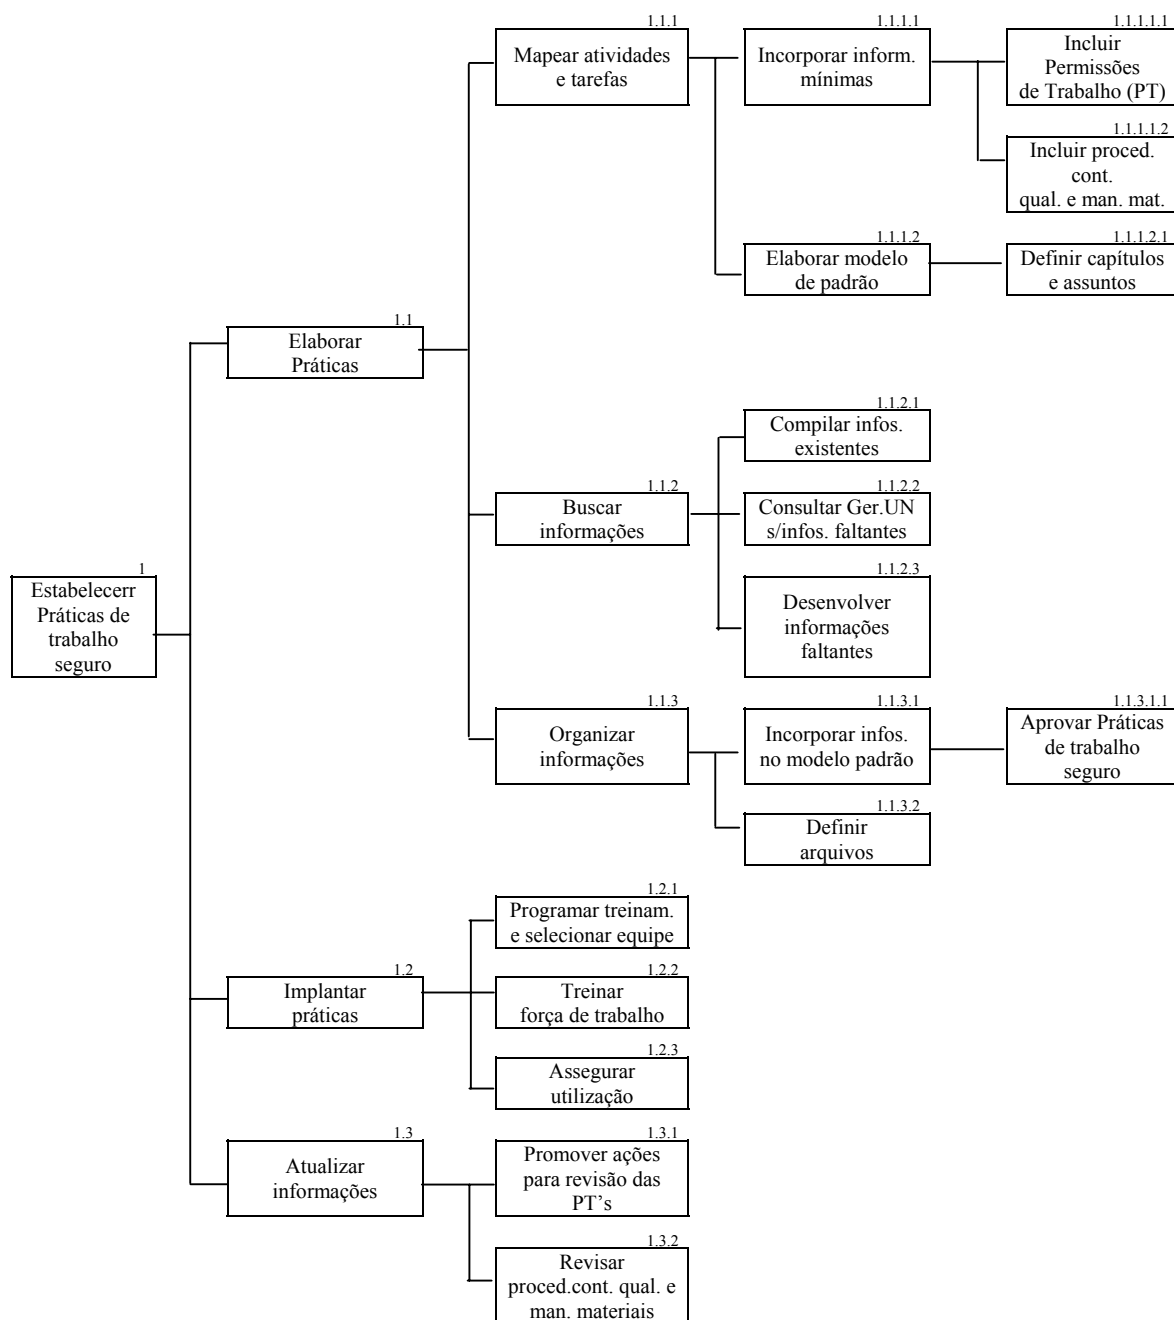 1
Estabelecerr
Práticas de
trabalho
seguro
1.1
Elaborar
Práticas
1.1.1
Mapear atividades
e tarefas
1.1.1.1
Incorporar inform.
mínimas
1.1.1.1.1
Incluir
Permissões
de Trabalho (PT)
1.1.1.1.2
Incluir proced.
cont.
qual. e man. mat.
1.1.1.2
Elaborar modelo
de padrão
1.1.1.2.1
Definir capítulos
e assuntos
1.1.2
Buscar
informações
1.1.2.1
Compilar infos.
existentes
1.1.2.2
Consultar Ger.UN
s/infos. faltantes
1.1.2.3
Desenvolver
informações
faltantes
1.1.3
Organizar
informações
1.1.3.1
Incorporar infos.
no modelo padrão
1.1.3.1.1
Aprovar Práticas
de trabalho
seguro
1.1.3.2
Definir
arquivos
1.2
Implantar
práticas
1.2.1
Programar treinam.
e selecionar equipe
1.2.2
Treinar
força de trabalho
1.2.3
Assegurar
utilização
1.3
Atualizar
informações
1.3.1
Promover ações
para revisão das
PT’s
1.3.2
Revisar
proced.cont. qual. e
man. materiais